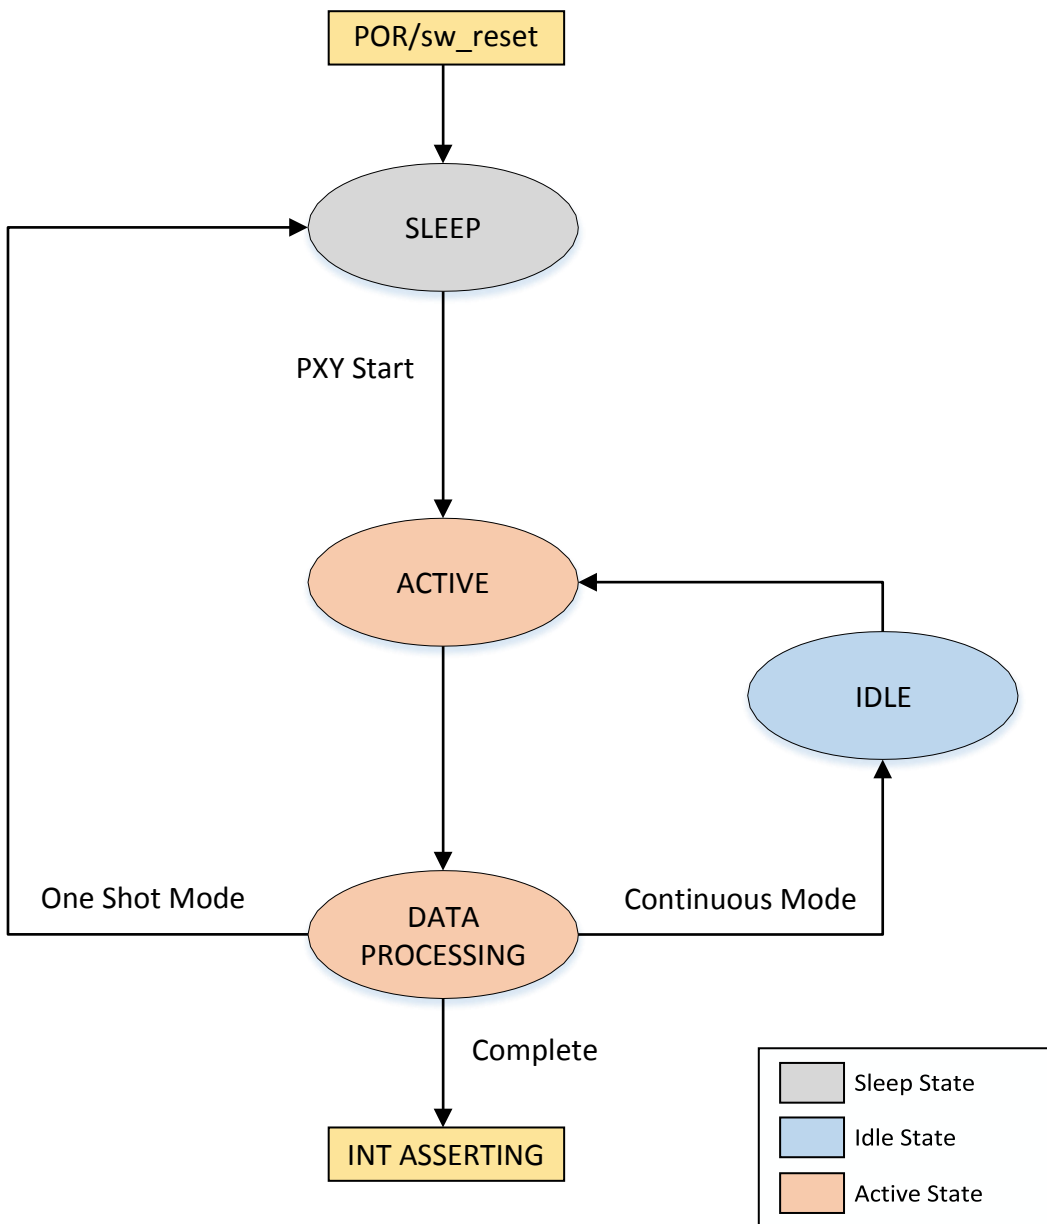 POR/sw_reset
SLEEP
PXY Start
ACTIVE
IDLE
One Shot Mode
DATA
PROCESSING
Continuous Mode
Complete
INT ASSERTING
Sleep State
Idle State
Active State